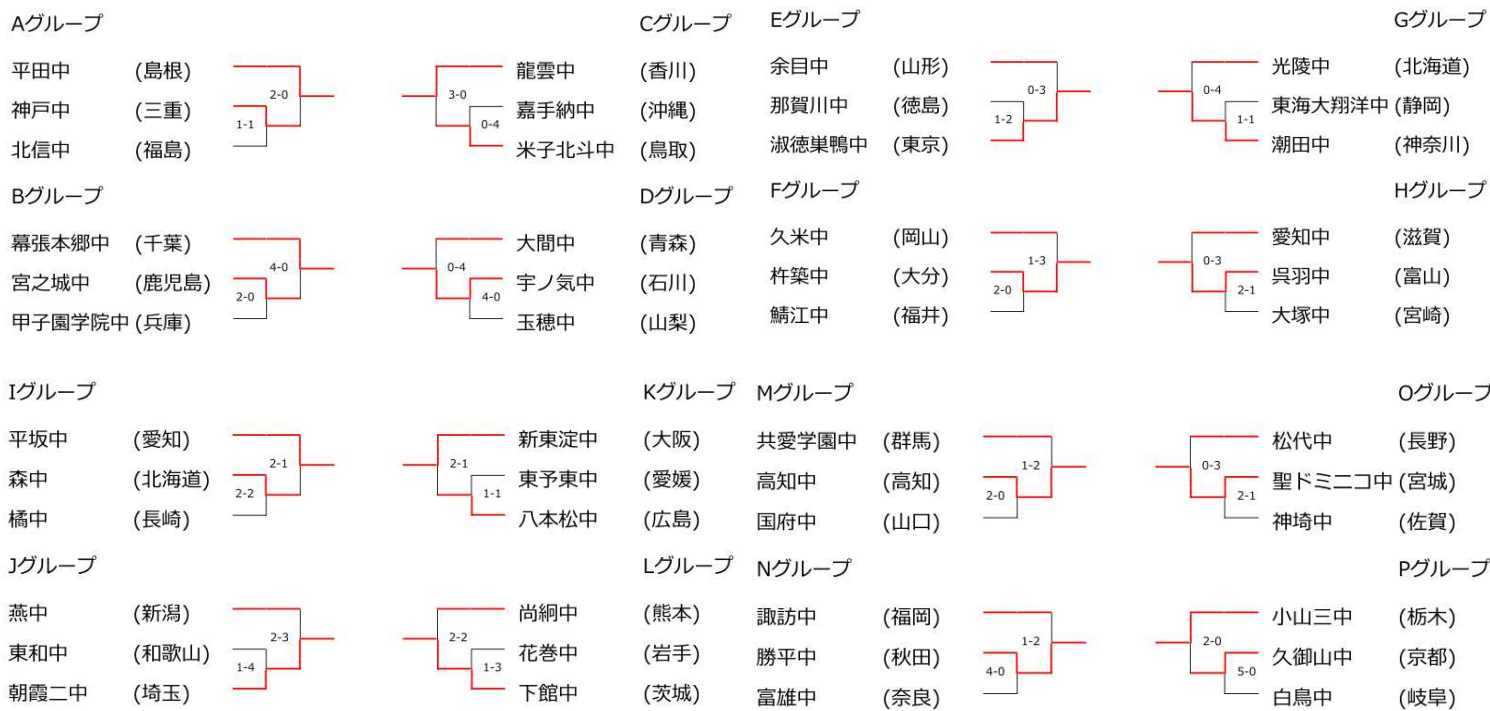 Aグループ
平田中 (島根)
神戸中 (三重)
北信中 (福島)
2-0
1-1
Bグループ
幕張本郷中 (千葉)
宮之城中 (鹿児島)
甲子園学院中 (兵庫)
4-0
2-0
Cグループ
龍雲中 (香川)
嘉手納中 (沖縄)
米子北斗中 (鳥取)
3-0
0-4
Dグループ
大間中 (青森)
宇ノ気中 (石川)
玉穂中 (山梨)
0-4
4-0
Eグループ
余目中 (山形)
那賀川中 (徳島)
淑徳巣鴨中 (東京)
0-3
1-2
Fグループ
久米中 (岡山)
杵築中 (大分)
鯖江中 (福井)
1-3
2-0
Gグループ
光陵中 (北海道)
東海大翔洋中 (静岡)
潮田中 (神奈川)
0-4
1-1
Hグループ
愛知中 (滋賀)
呉羽中 (富山)
大塚中 (宮崎)
0-3
2-1
Iグループ
平坂中 (愛知)
森中 (北海道)
橘中 (長崎)
2-1
2-2
Jグループ
燕中 (新潟)
東和中 (和歌山)
朝霞二中 (埼玉)
2-3
1-4
Kグループ
新東淀中 (大阪)
東予東中 (愛媛)
八本松中 (広島)
2-1
1-1
Lグループ
尚絅中 (熊本)
花巻中 (岩手)
下館中 (茨城)
2-2
1-3
Mグループ
共愛学園中 (群馬)
高知中 (高知)
国府中 (山口)
1-2
2-0
Nグループ
諏訪中 (福岡)
勝平中 (秋田)
富雄中 (奈良)
1-2
4-0
Oグループ
松代中 (長野)
聖ドミニコ中 (宮城)
神埼中 (佐賀)
0-3
2-1
Pグループ
小山三中 (栃木)
久御山中 (京都)
白鳥中 (岐阜)
2-0
5-0